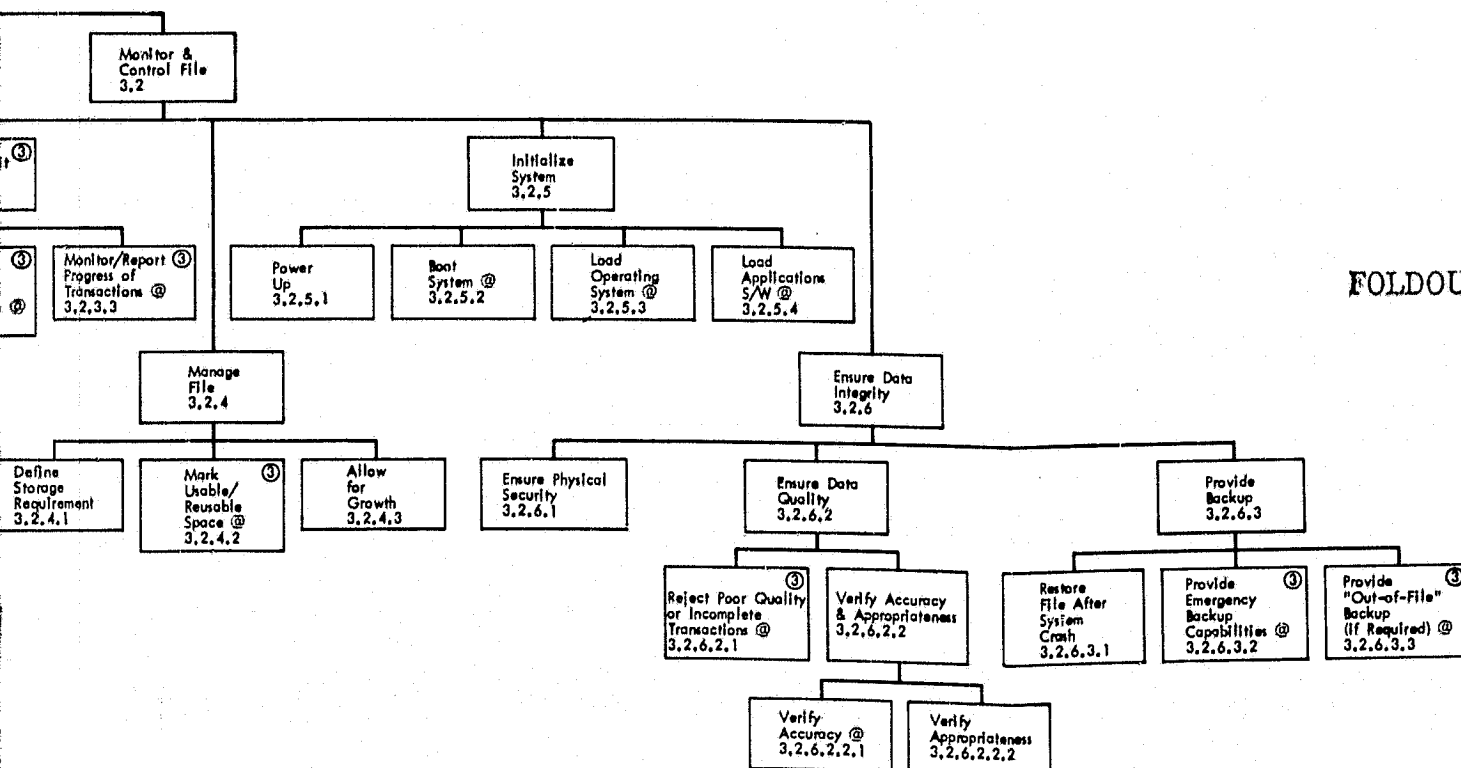 Monitor &
Control File
3.2
③
Initialize
System
3.2.5
③
@
Monitor/Report ③
Progress of
Transactions @
3.2.3.3
Power
Up
3.2.5.1
Boot
System @
3.2.5.2
Load
Operating
System @
3.2.5.3
Load
Applications
S/W @
3.2.5.4
FOLDOU
Manage
File
3.2.4
Ensure Data
Integrity
3.2.6
Define
Storage
Requirement
3.2.4.1
Mark ③
Usable/
Reusable
Space @
3.2.4.2
Allow
for
Growth
3.2.4.3
Ensure Physical
Security
3.2.6.1
Ensure Data
Quality
3.2.6.2
Provide
Backup
3.2.6.3
③
Reject Poor Quality
or Incomplete
Transactions @
3.2.6.2.1
Verify Accuracy
& Appropriateness
3.2.6.2.2
Restore
File After
System
Crash
3.2.6.3.1
Provide ③
Emergency
Backup
Capabilities @
3.2.6.3.2
Provide ③
"Out-of-File"
Backup
(if Required) @
3.2.6.3.3
Verify
Accuracy @
3.2.6.2.2.1
Verify
Appropriateness
3.2.6.2.2.2